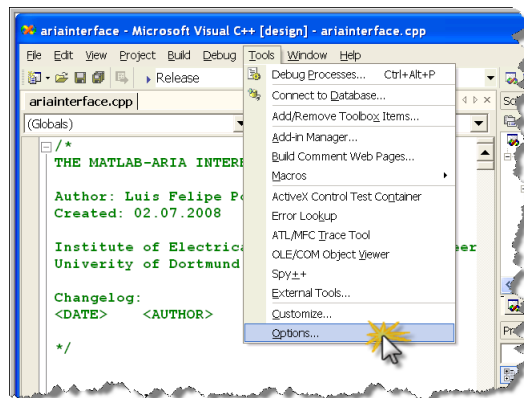 ariainterface - Microsoft Visual C++ [design] - ariainterface.cpp
File Edit View Project Build Debug Tools Window Help
Release
Debug Processes... Ctrl+Alt+P
Connect to Database...
Add/Remove Toolbox Items...
Add-in Manager...
Build Comment Web Pages...
Macros
ActiveX Control Test Container
Error Lookup
ATL/MFC Trace Tool
OLE/COM Object Viewer
Spy++
External Tools...
Customize...
Options...
ariainterface.cpp
(Globals)
/*
THE MATLAB-ARIA INTER
Author: Luis Felipe Po
Created: 02.07.2008
Institute of Electrica eer
Univerity of Dortmund
Changelog:
<DATE> <AUTHOR>
*/